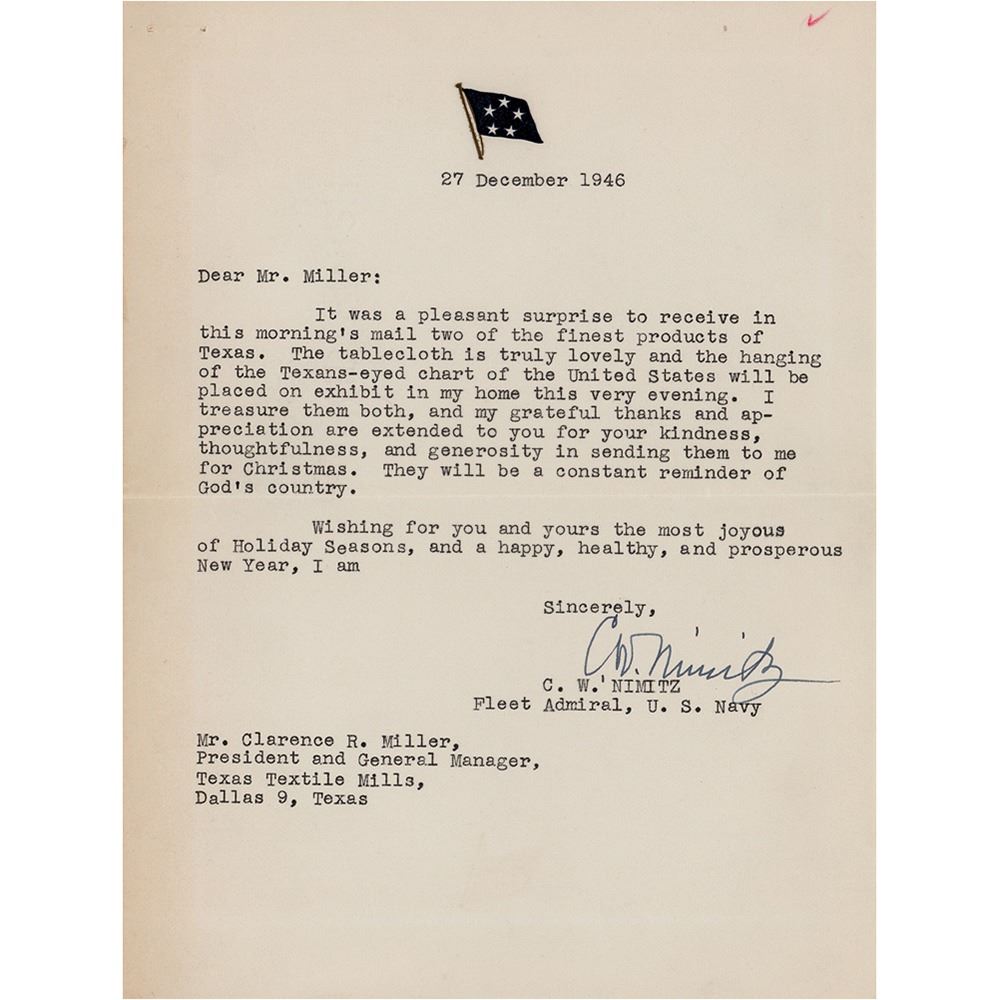 27 December 1946
Dear Mr. Miller:
It was a pleasant surprise to receive in
this morning's mail two of the finest products of
Texas. The tablecloth is truly lovely and the hanging
of the Texans-eyed chart of the United States will be
placed on exhibit in my home this very evening. I
treasure them both, and my grateful thanks and ap-
preciation are extended to you for your kindness,
thoughtfulness, and generosity in sending them to me
for Christmas. They will be a constant reminder of
God's country.
Wishing for you and yours the most joyous
of Holiday Seasons, and a happy, healthy, and prosperous
New Year, I am
Sincerely,
C.W. Nimitz
C. W. NIMITZ
Fleet Admiral, U. S. Navy
Mr. Clarence R. Miller,
President and General Manager,
Texas Textile Mills,
Dallas 9, Texas